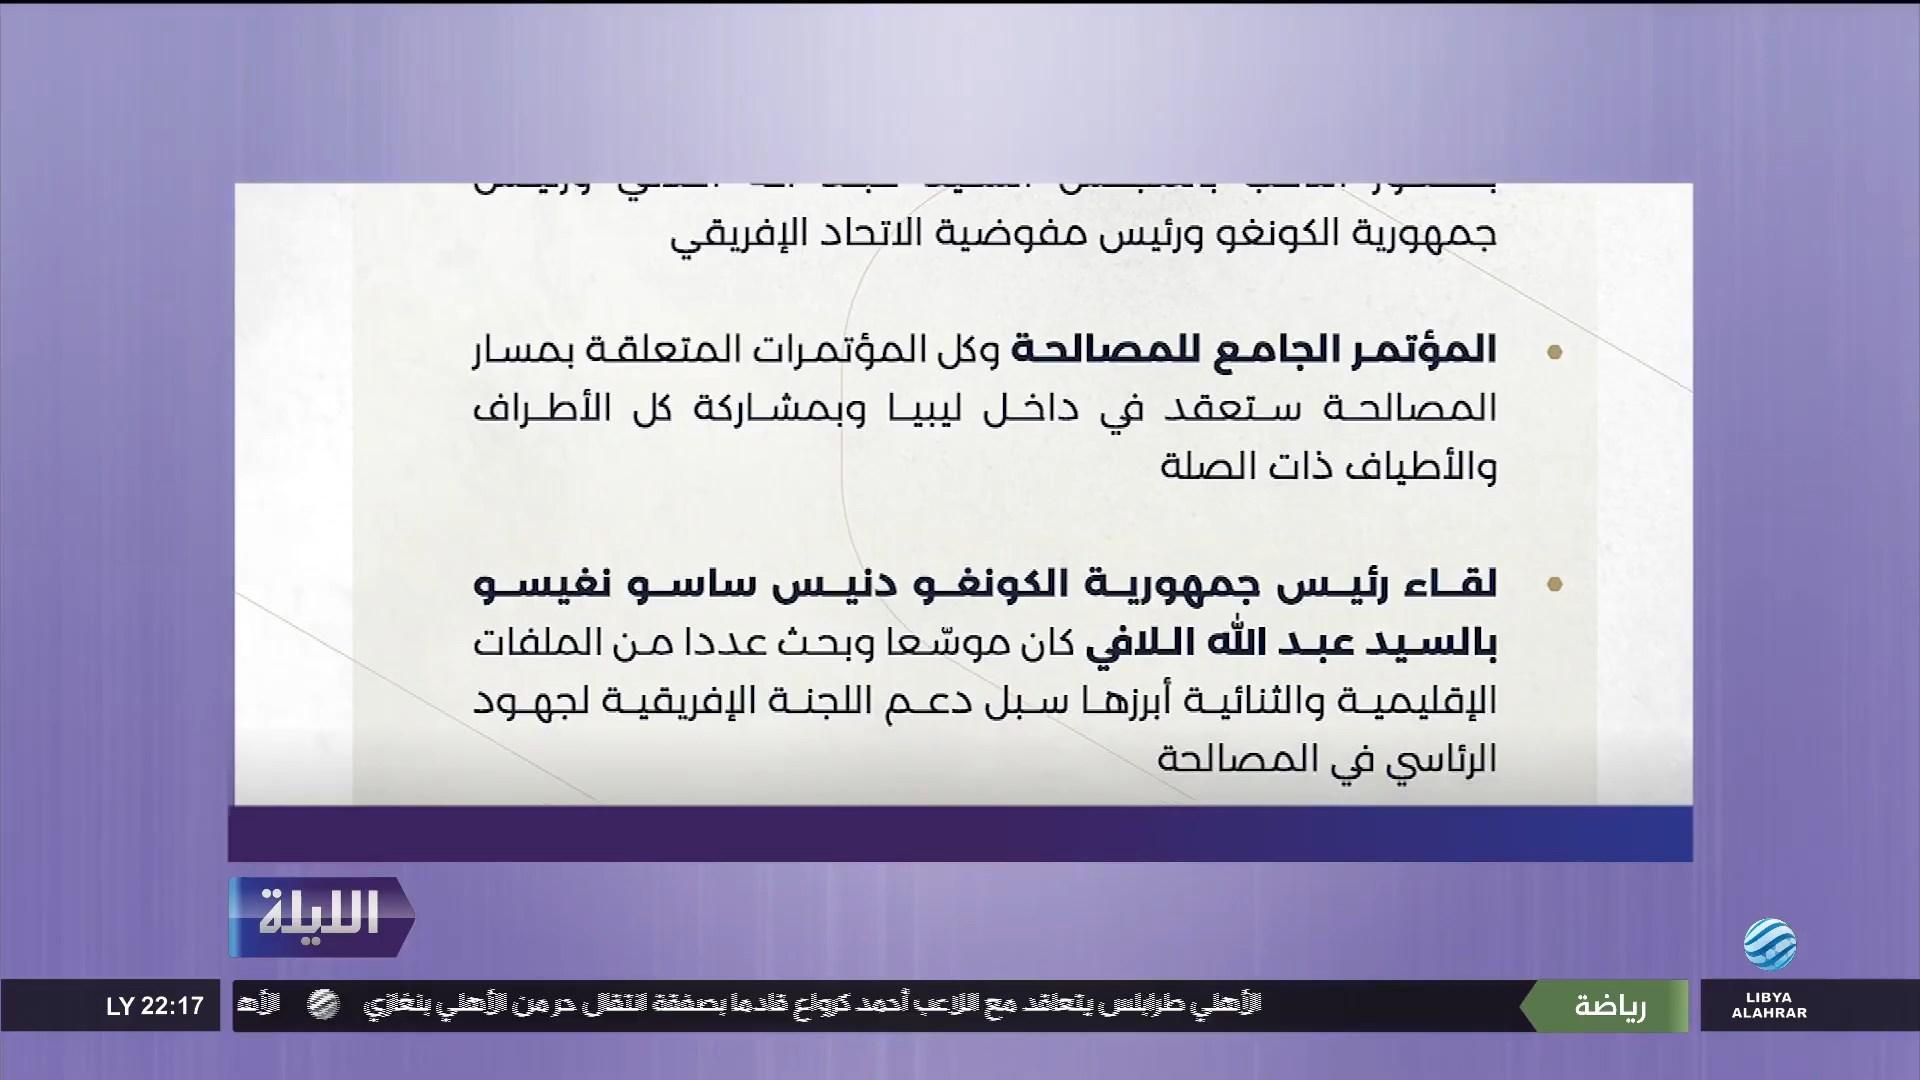 جمهورية الكونغو ورئيس مفوضية الاتحاد الإفريقي
المؤتمر الجامع للمصالحة وكل المؤتمرات المتعلقة بمسار
المصالحة ستعقد في داخل ليبيا وبمشاركة كل الأطراف
والأطياف ذات الصلة
لقاء رئيس جمهورية الكونغو دنيس ساسو نغيسو
بالسيد عبد الله اللافي كان موسّعا وبحث عددا من الملفات
الإقليمية والثنائية أبرزها سبل دعم اللجنة الإفريقية لجهود
الرئاسي في المصالحة
الليلة
رياضة
الأهلي طرابلس يتعاقد مع اللاعب أحمد كرواع قادما بصفقة انتقال حر من الأهلي بنغازي
LY 22:17
LIBYA
ALAHRAR